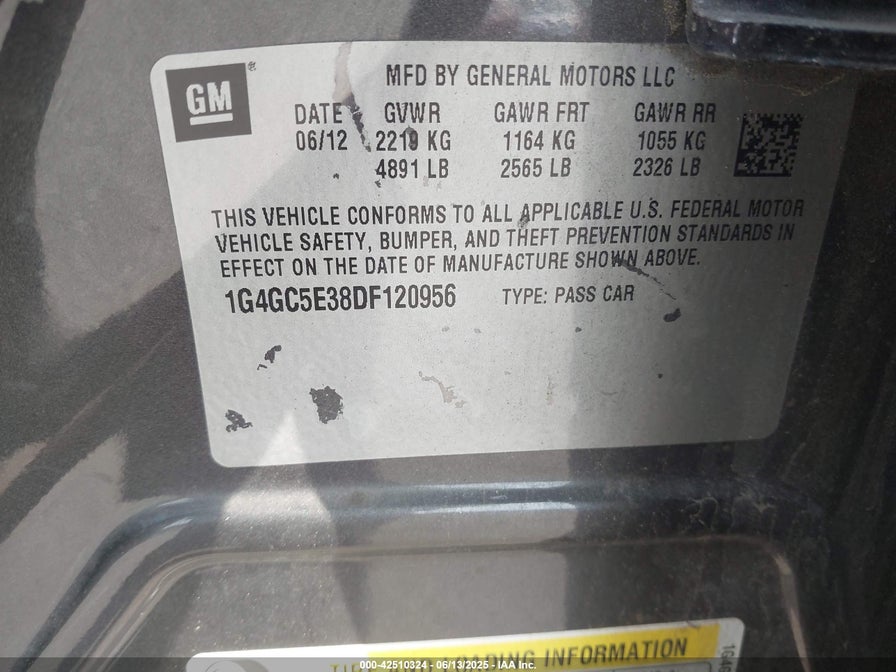 GM ®
MFD BY GENERAL MOTORS LLC
DATE GVWR GAWR FRT GAWR RR
06/12 2219 KG 1164 KG 1055 KG
4891 LB 2565 LB 2326 LB
THIS VEHICLE CONFORMS TO ALL APPLICABLE U.S. FEDERAL MOTOR
VEHICLE SAFETY, BUMPER, AND THEFT PREVENTION STANDARDS IN
EFFECT ON THE DATE OF MANUFACTURE SHOWN ABOVE.
1G4GC5E38DF120956 TYPE: PASS CAR
LOADING INFORMATION
000-42510324 - 06/13/2025 - IAA Inc.